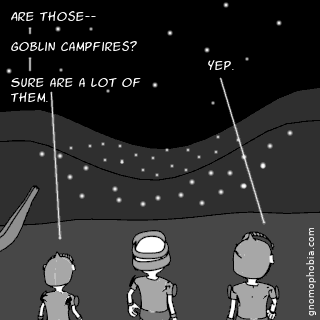 ARE THOSE--
GOBLIN CAMPFIRES?
SURE ARE A LOT OF
THEM.
YEP.
gnomophobia.com